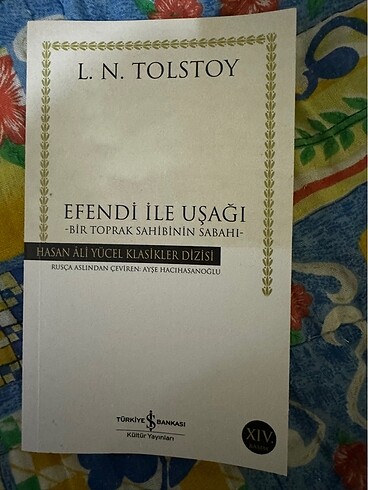 L. N. TOLSTOY
EFENDİ İLE UŞAĞI
-BİR TOPRAK SAHİBİNİN SABAHI-
HASAN ÂLİ YÜCEL KLASİKLER DİZİSİ
RUSÇA ASLINDAN ÇEVİREN: AYŞE HACIHASANOĞLU
TÜRKİYE İŞ BANKASI
Kültür Yayınları
XIV.
BASIM